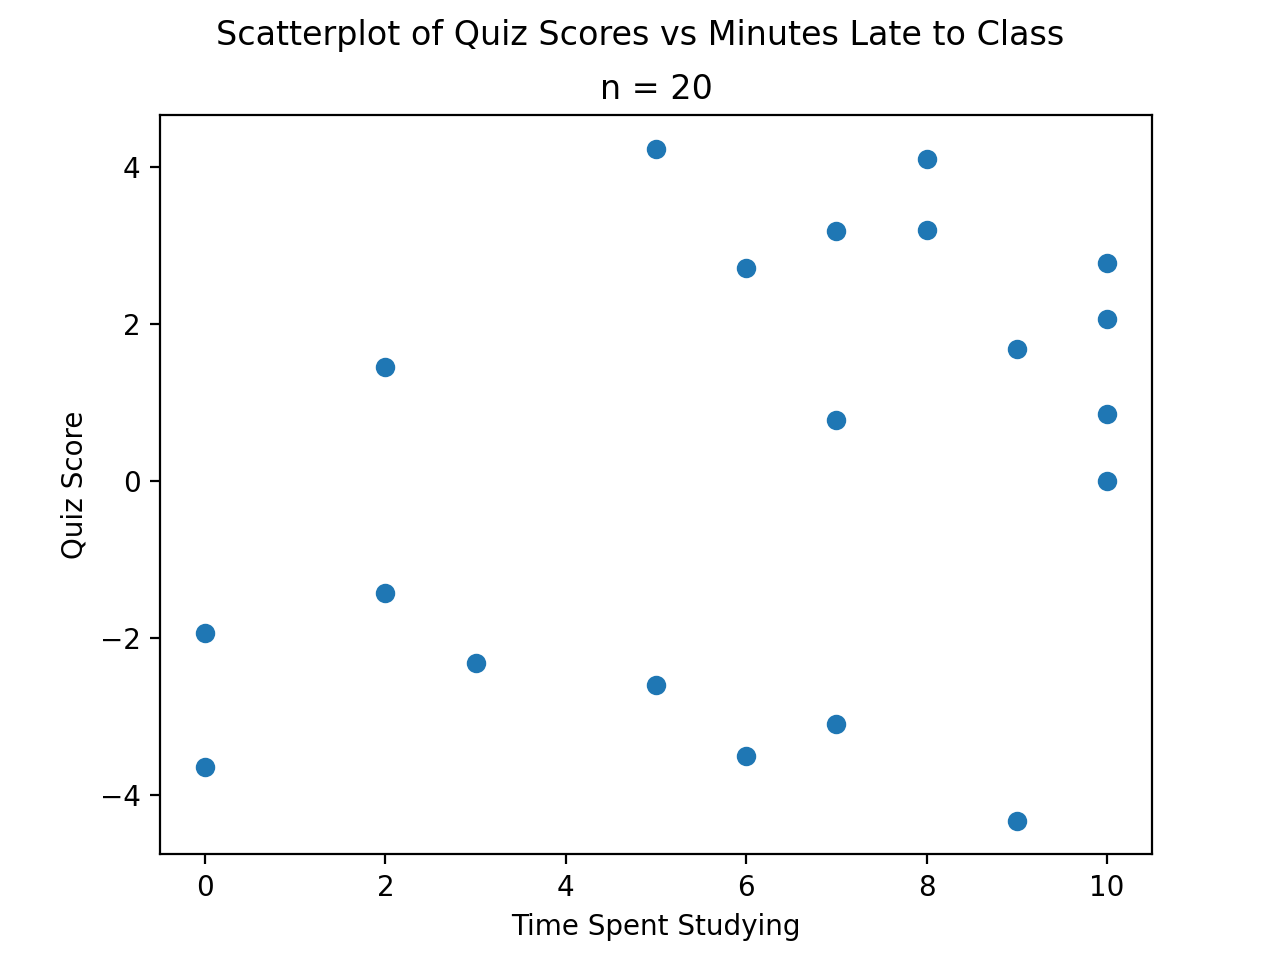 Scatterplot of Quiz Scores vs Minutes Late to Class
n = 20
4
2
0
−2
−4
Quiz Score
0 2 4 6 8 10
Time Spent Studying